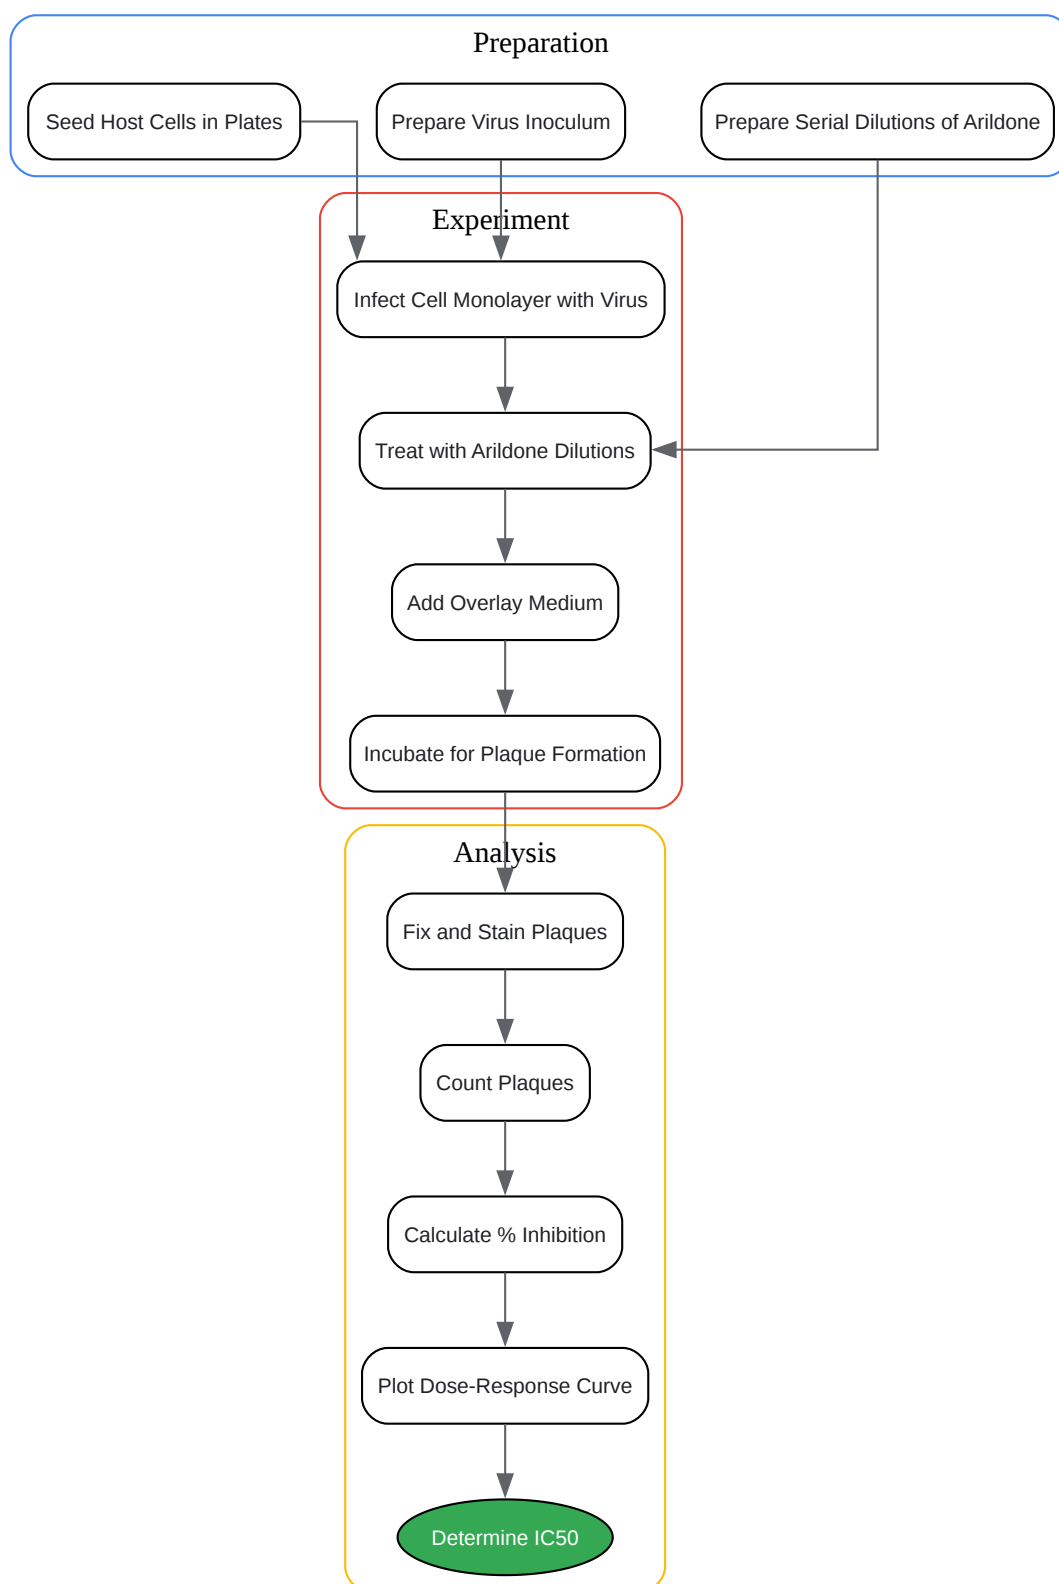 Preparation
Seed Host Cells in Plates
Prepare Virus Inoculum
Prepare Serial Dilutions of Arildone
Experiment
Infect Cell Monolayer with Virus
Treat with Arildone Dilutions
Add Overlay Medium
Incubate for Plaque Formation
Analysis
Fix and Stain Plaques
Count Plaques
Calculate % Inhibition
Plot Dose-Response Curve
Determine IC50